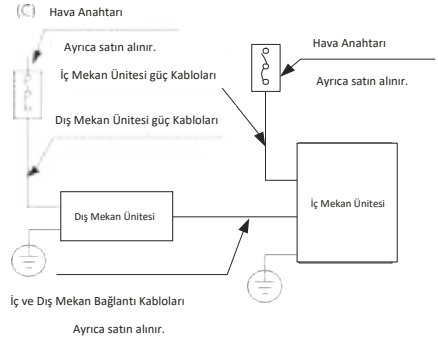 (C) Hava Anahtarı
Ayrıca satın alınır.
İç Mekan Ünitesi güç Kabloları
Dış Mekan Ünitesi güç Kabloları
Hava Anahtarı
Ayrıca satın alınır.
Dış Mekan Ünitesi
İç Mekan Ünitesi
İç ve Dış Mekan Bağlantı Kabloları
Ayrıca satın alınır.